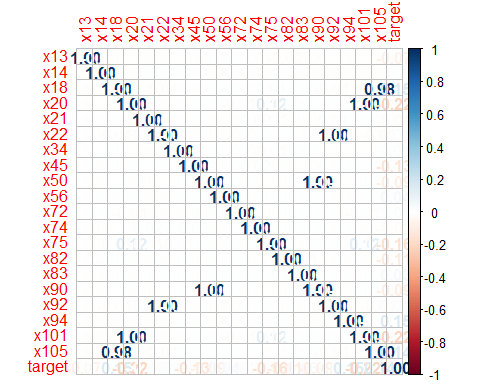 x13 x14 x18 x20 x21 x22 x34 x45 x50 x56 x72 x74 x75 x82 x83 x90 x92 x94 x101 x105 target
x13 1.00
x14 1.00
x18 1.00 0.98
x20 1.00 0.12 1.00
x21 1.00
x22 1.00 1.00
x34 1.00
x45 1.00
x50 1.00 1.00
x56 1.00
x72 1.00
x74 1.00
x75 0.12 1.00
x82 1.00
x83 1.00
x90 1.00 1.00
x92 1.00 1.00
x94 1.00
x101 1.00 1.00
x105 0.98 1.00
target 1.00
1
0.8
0.6
0.4
0.2
0
-0.2
-0.4
-0.6
-0.8
-1